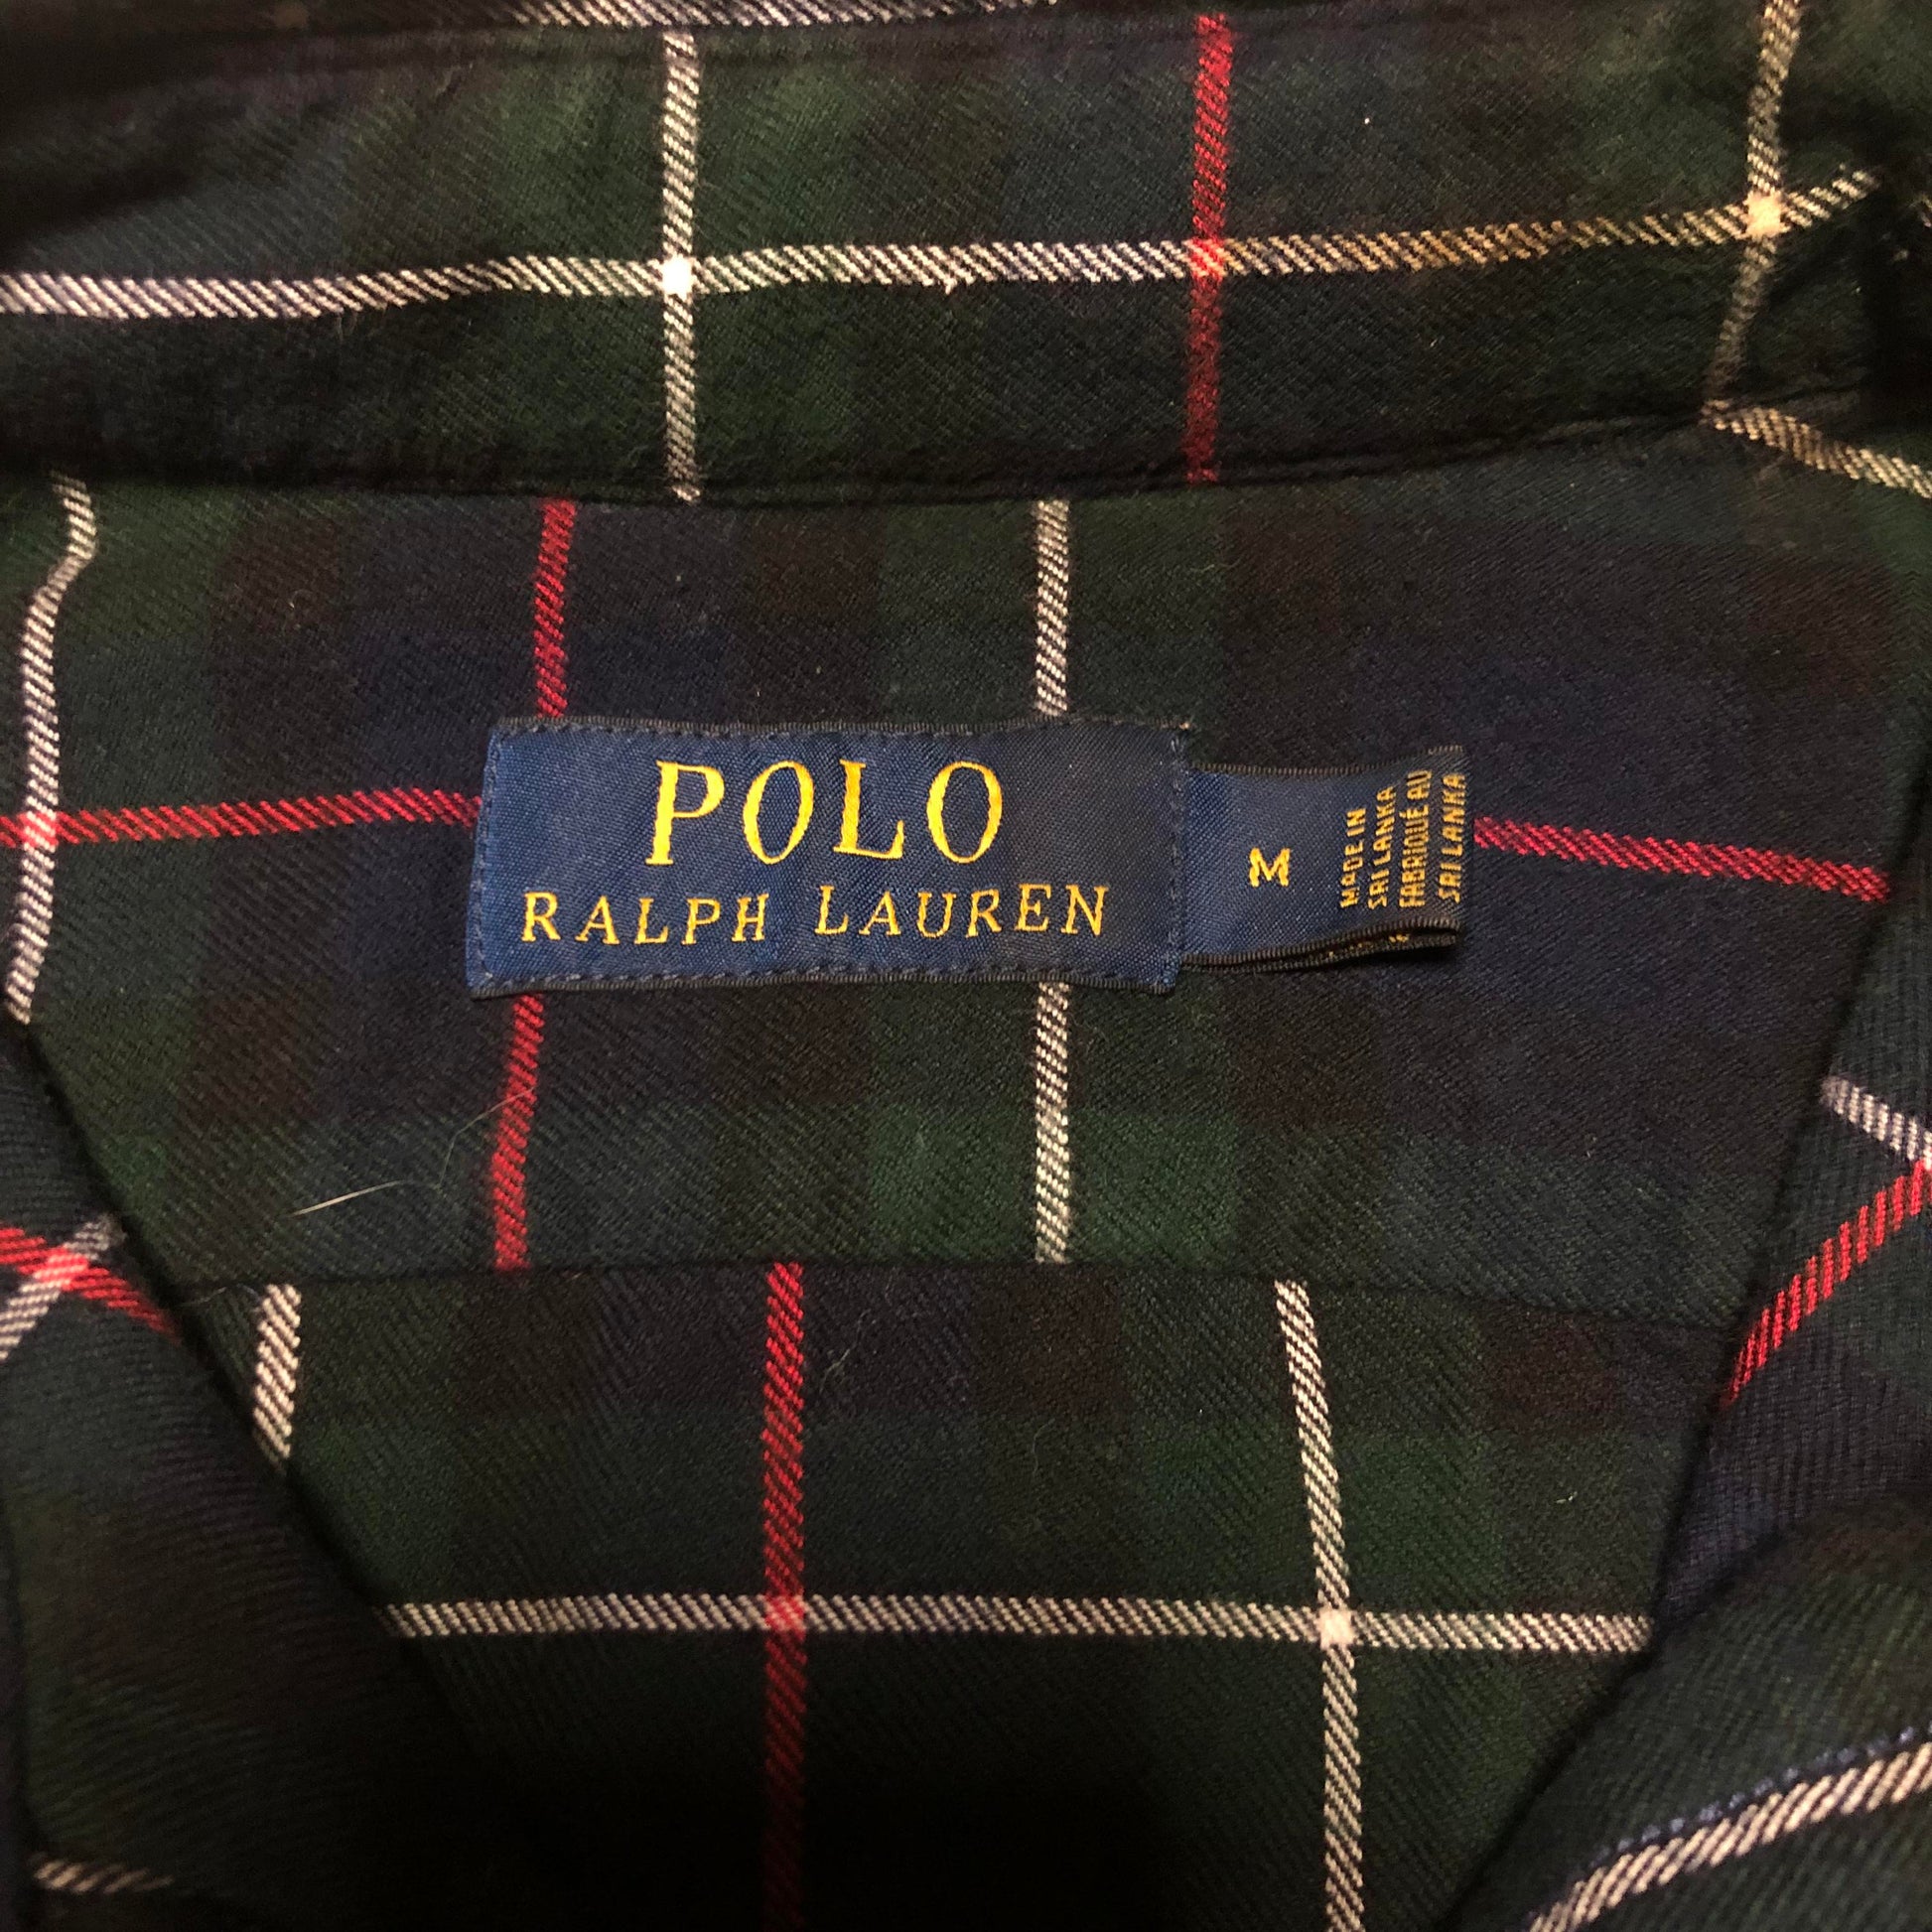 POLO
RALPH LAUREN
M
MADE IN
SRI LANKA
FABRIQUÉ AU
SRI LANKA